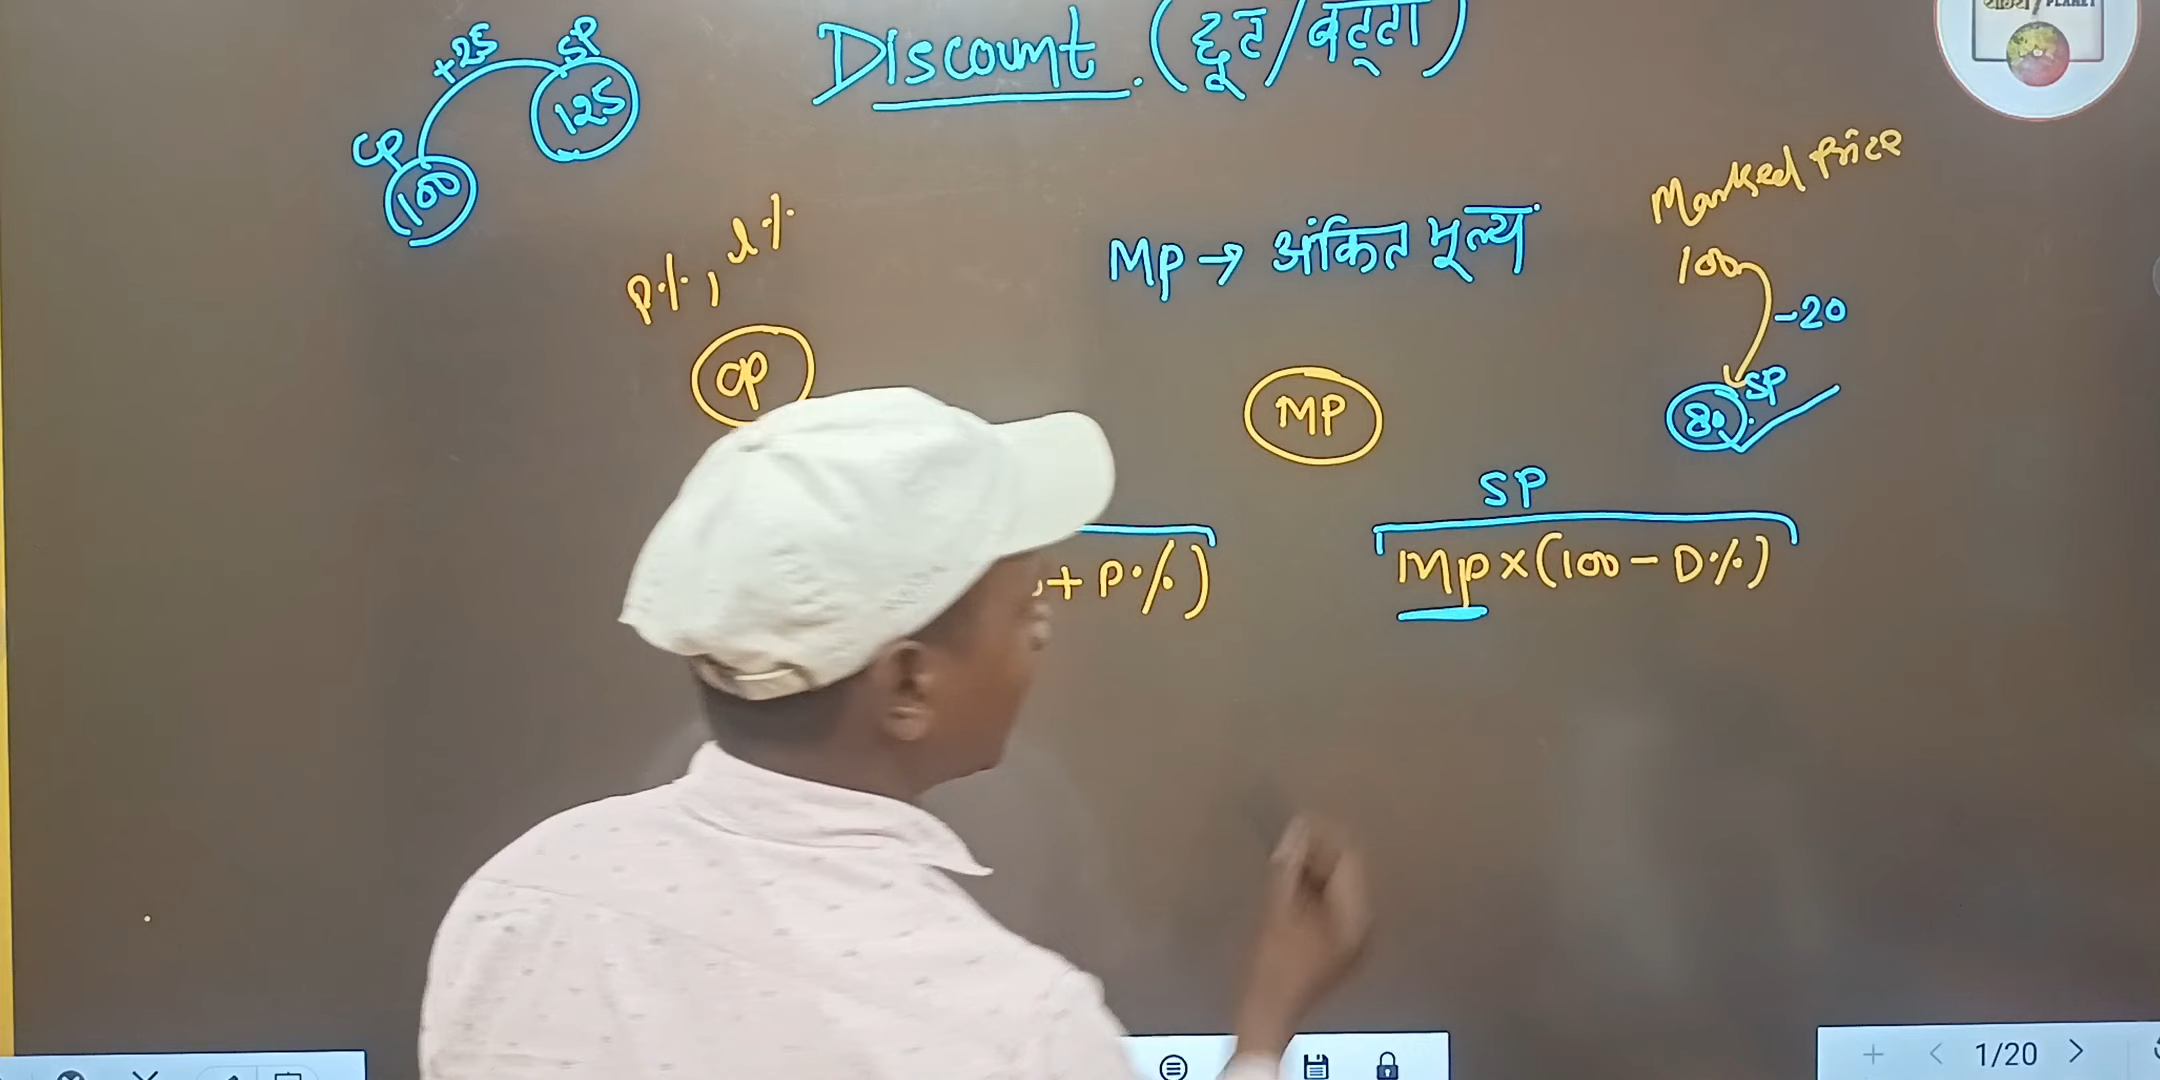 Discount. (छूट/बट्टा)
+25
SP
125
CP
100
PLANET
Marked Price
P%, d%
MP → अंकित मूल्य
100
-20
CP
MP
80
SP
SP
+ P%)
MP x (100 - D%)
1/20